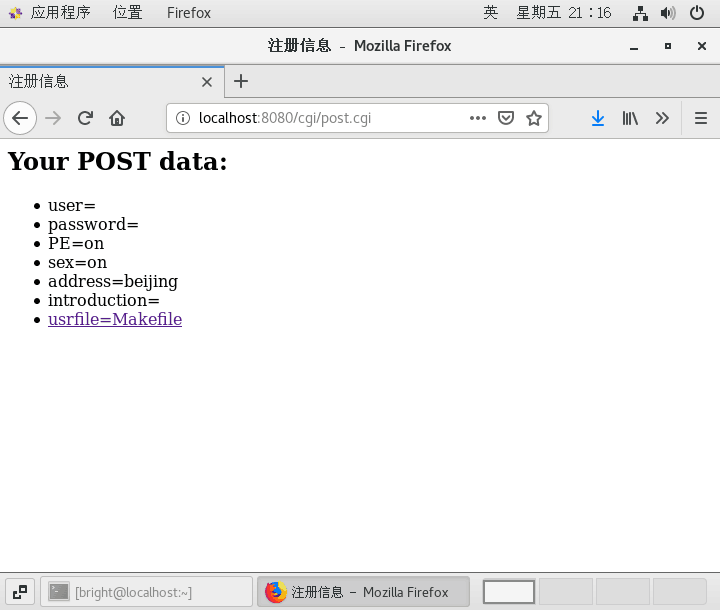 应用程序 位置 Firefox 英 星期五 21：16
注册信息 - Mozilla Firefox
注册信息
localhost:8080/cgi/post.cgi
Your POST data:
user=
password=
PE=on
sex=on
address=beijing
introduction=
usrfile=Makefile
[bright@localhost:~] 注册信息 - Mozilla Firefox